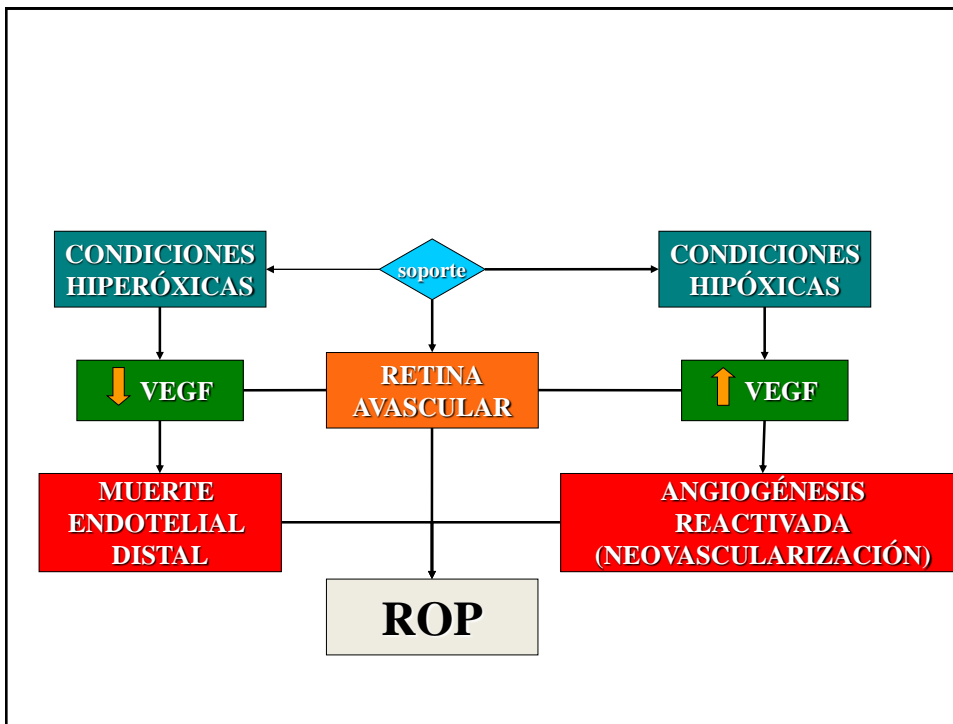 CONDICIONES
HIPERÓXICAS
soporte
CONDICIONES
HIPÓXICAS
VEGF
RETINA
AVASCULAR
VEGF
MUERTE
ENDOTELIAL
DISTAL
ANGIOGÉNESIS
REACTIVADA
(NEOVASCULARIZACIÓN)
ROP